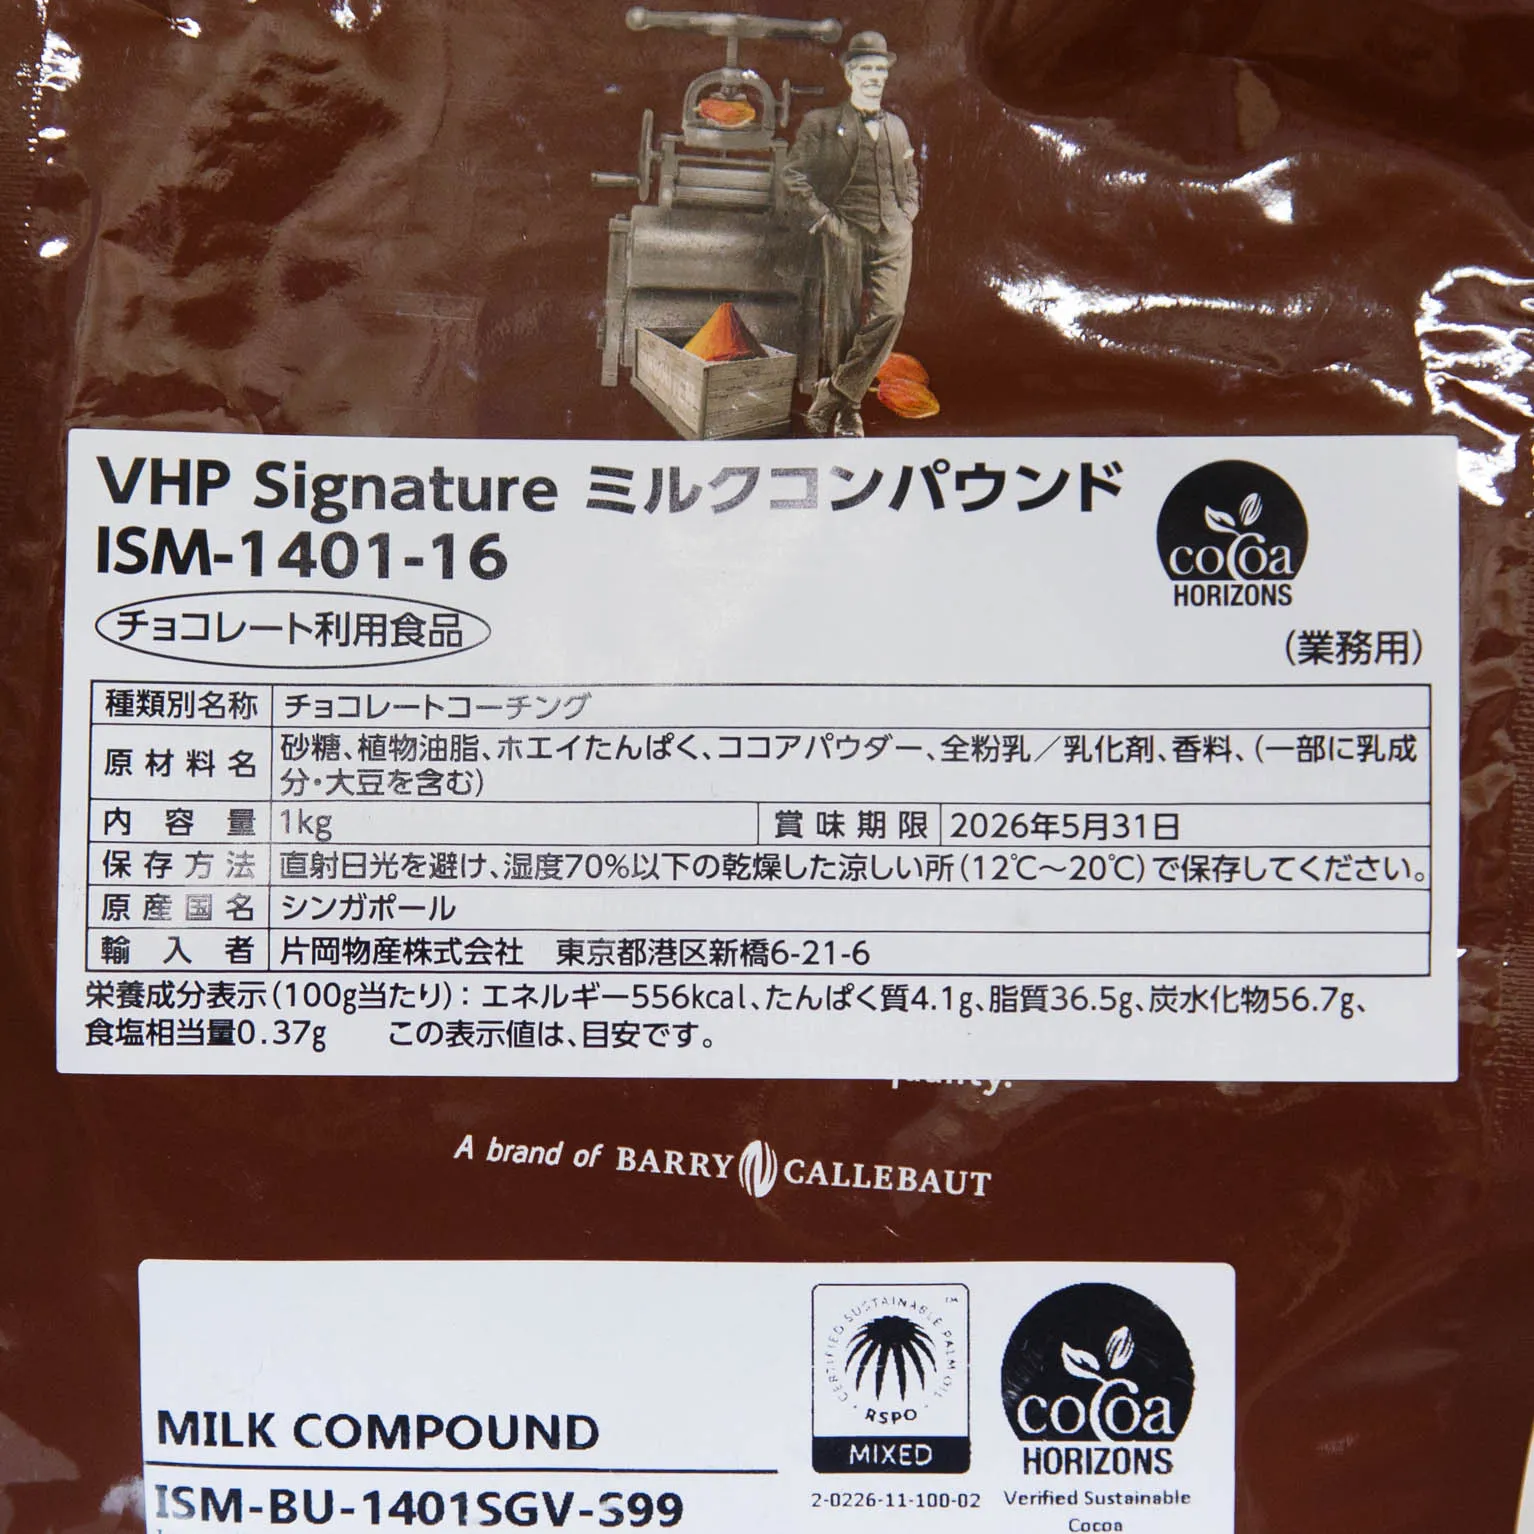 VHP Signature ミルクコンパウンド
ISM-1401-16
cocoa
HORIZONS
チョコレート利用食品
(業務用)
種類別名称 チョコレートコーチング
原材料名 砂糖、植物油脂、ホエイたんぱく、ココアパウダー、全粉乳／乳化剤、香料、(一部に乳成
分・大豆を含む)
内容量 1kg 賞味期限 2026年5月31日
保存方法 直射日光を避け、湿度70%以下の乾燥した涼しい所(12℃〜20℃)で保存してください。
原産国名 シンガポール
輸入者 片岡物産株式会社 東京都港区新橋6-21-6
栄養成分表示(100g当たり)：エネルギー556kcal、たんぱく質4.1g、脂質36.5g、炭水化物56.7g、
食塩相当量0.37g この表示値は、目安です。
A brand of BARRY CALLEBAUT
MILK COMPOUND
ISM-BU-1401SGV-S99
CERTIFIED SUSTAINABLE PALM OIL
RSPO
MIXED
2-0226-11-100-02
cocoa
HORIZONS
Verified Sustainable
Cocoa